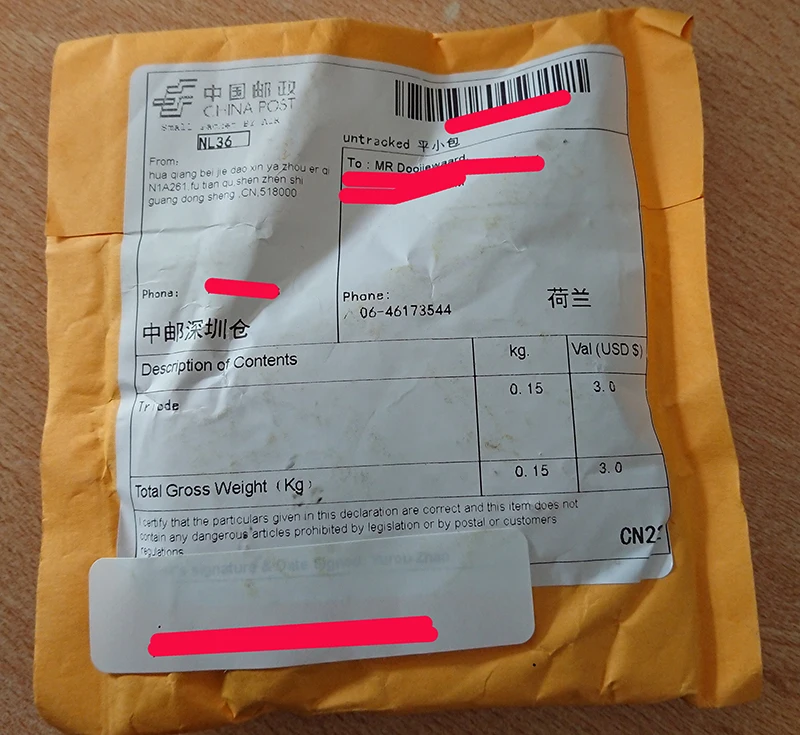 中国邮政
CHINA POST
Small Packet BY AIR
NL36
untracked 平小包
From:
hua qiang bei jie dao xin ya zhou er qi
N1A261.fu tian qu.shen zhen shi
guang dong sheng ,CN,518000
Phone:
中邮深圳仓
To : MR
Phone:
06-46173544
荷兰
Description of Contents kg. Val (USD $)
Triode 0.15 3.0
Total Gross Weight (Kg) 0.15 3.0
I certify that the particulars given in this declaration are correct and this item does not
contain any dangerous articles prohibited by legislation or by postal or customers
regulations
CN22
signature & Date Signed